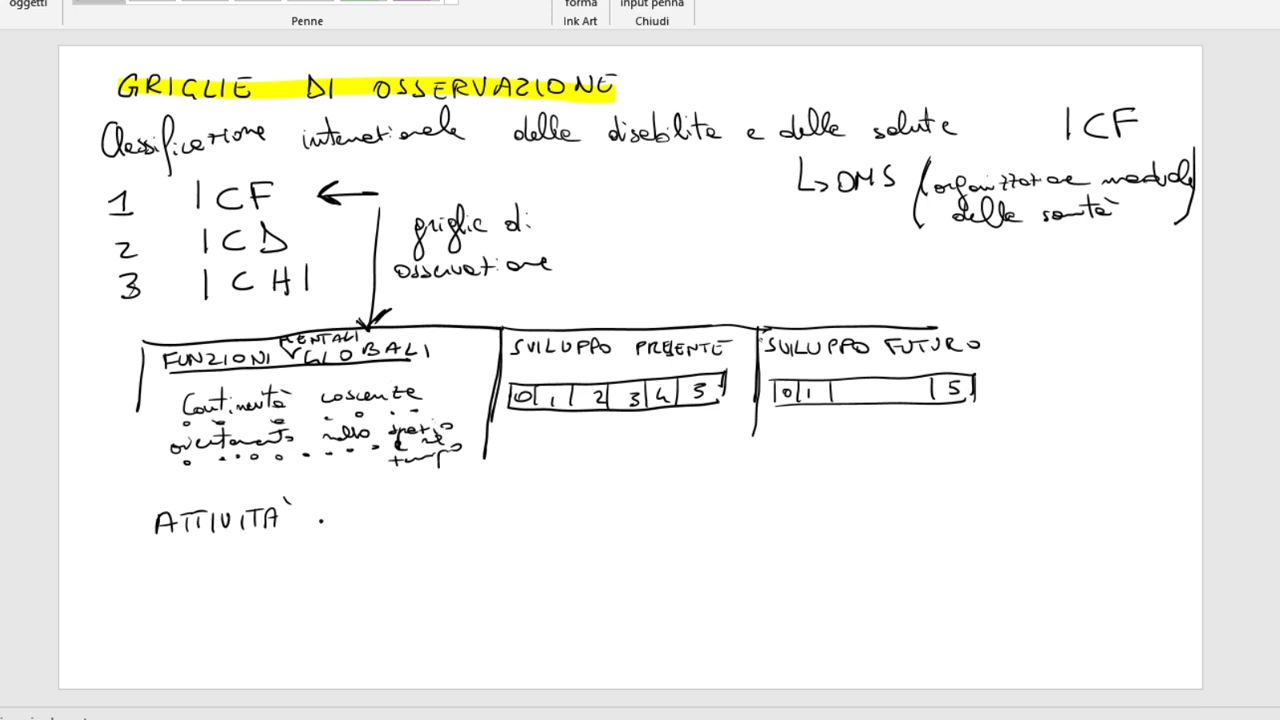 oggetti
Penne
forma
Ink Art
input penna
Chiudi
GRIGLIE DI OSSERVAZIONE
Classificazione internazionale delle disabilità e delle salute ICF
↳ OMS (organizzazione mondiale della sanità)
1 ICF ←
2 ICD
3 ICHI
griglia di osservazione
FUNZIONI MENTALI GLOBALI
Continuità coscienza
orientamento nello spazio e nel tempo
SVILUPPO PRESENTE
0 1 2 3 4 5
SVILUPPO FUTURO
0 1 5
ATTIVITÀ .